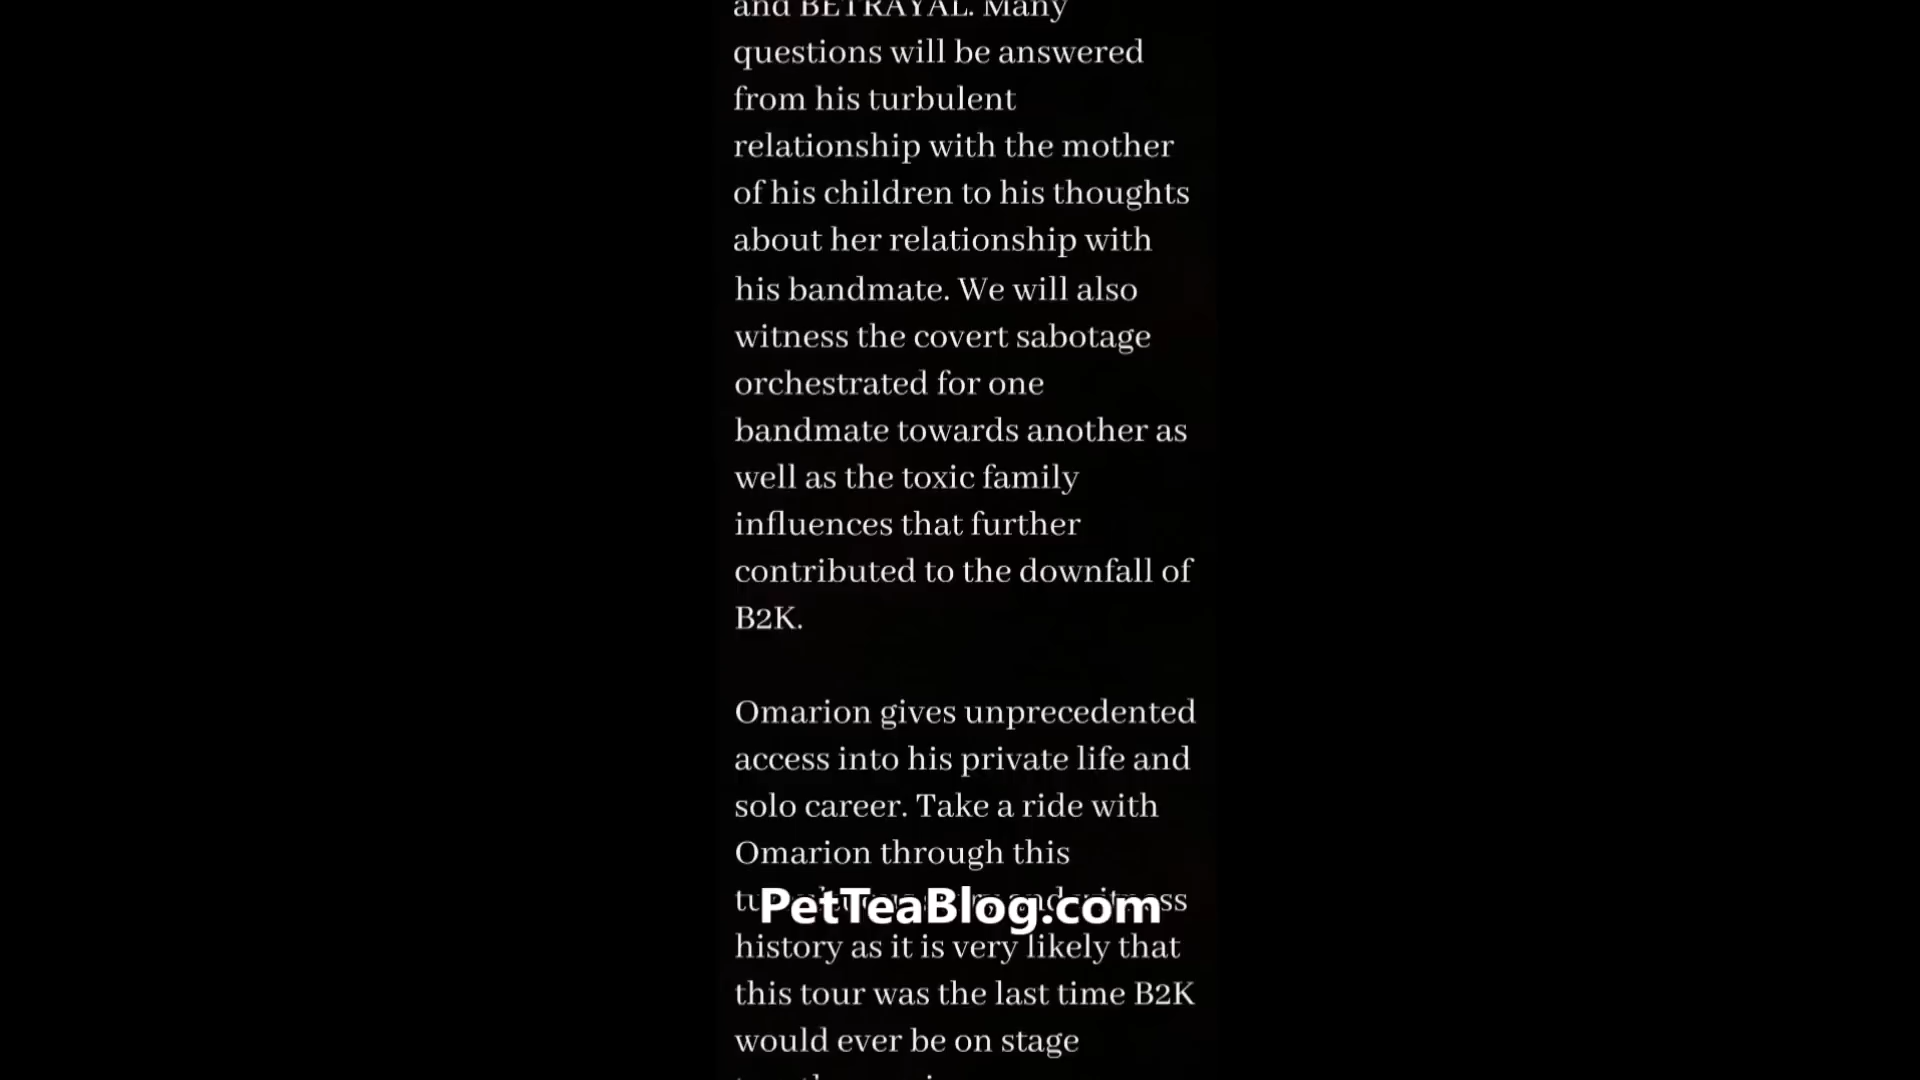 and BETRAYAL. Many
questions will be answered
from his turbulent
relationship with the mother
of his children to his thoughts
about her relationship with
his bandmate. We will also
witness the covert sabotage
orchestrated for one
bandmate towards another as
well as the toxic family
influences that further
contributed to the downfall of
B2K.
Omarion gives unprecedented
access into his private life and
solo career. Take a ride with
Omarion through this
PetTeaBlog.com
history as it is very likely that
this tour was the last time B2K
would ever be on stage